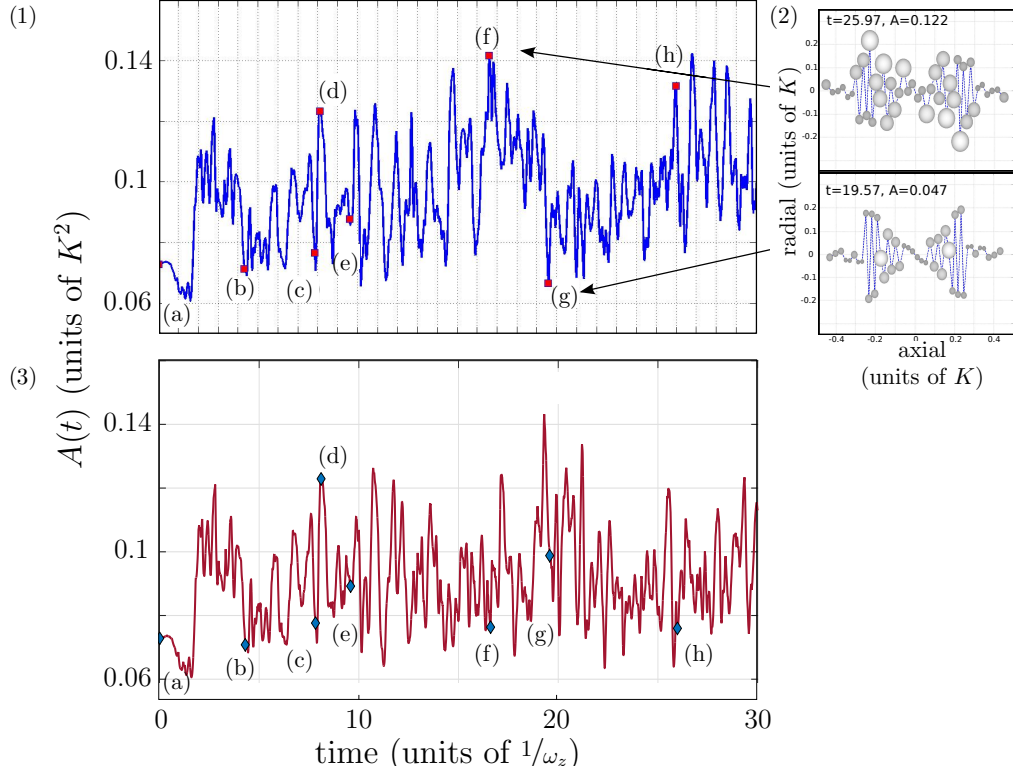 (1)
(2)
0.14
0.1
0.06
(a)
(b)
(c)
(d)
(e)
(f)
(g)
(h)
t=25.97, A=0.122
0.2
0.1
0
-0.1
-0.2
t=19.57, A=0.047
0.2
0.1
0
-0.1
-0.2
radial (units of K)
-0.4 -0.2 0 0.2 0.4
axial
(units of K)
(3)
A(t) (units of K²)
0.14
0.1
0.06
(a)
(b)
(c)
(d)
(e)
(f)
(g)
(h)
0 10 20 30
time (units of 1/ω_z)